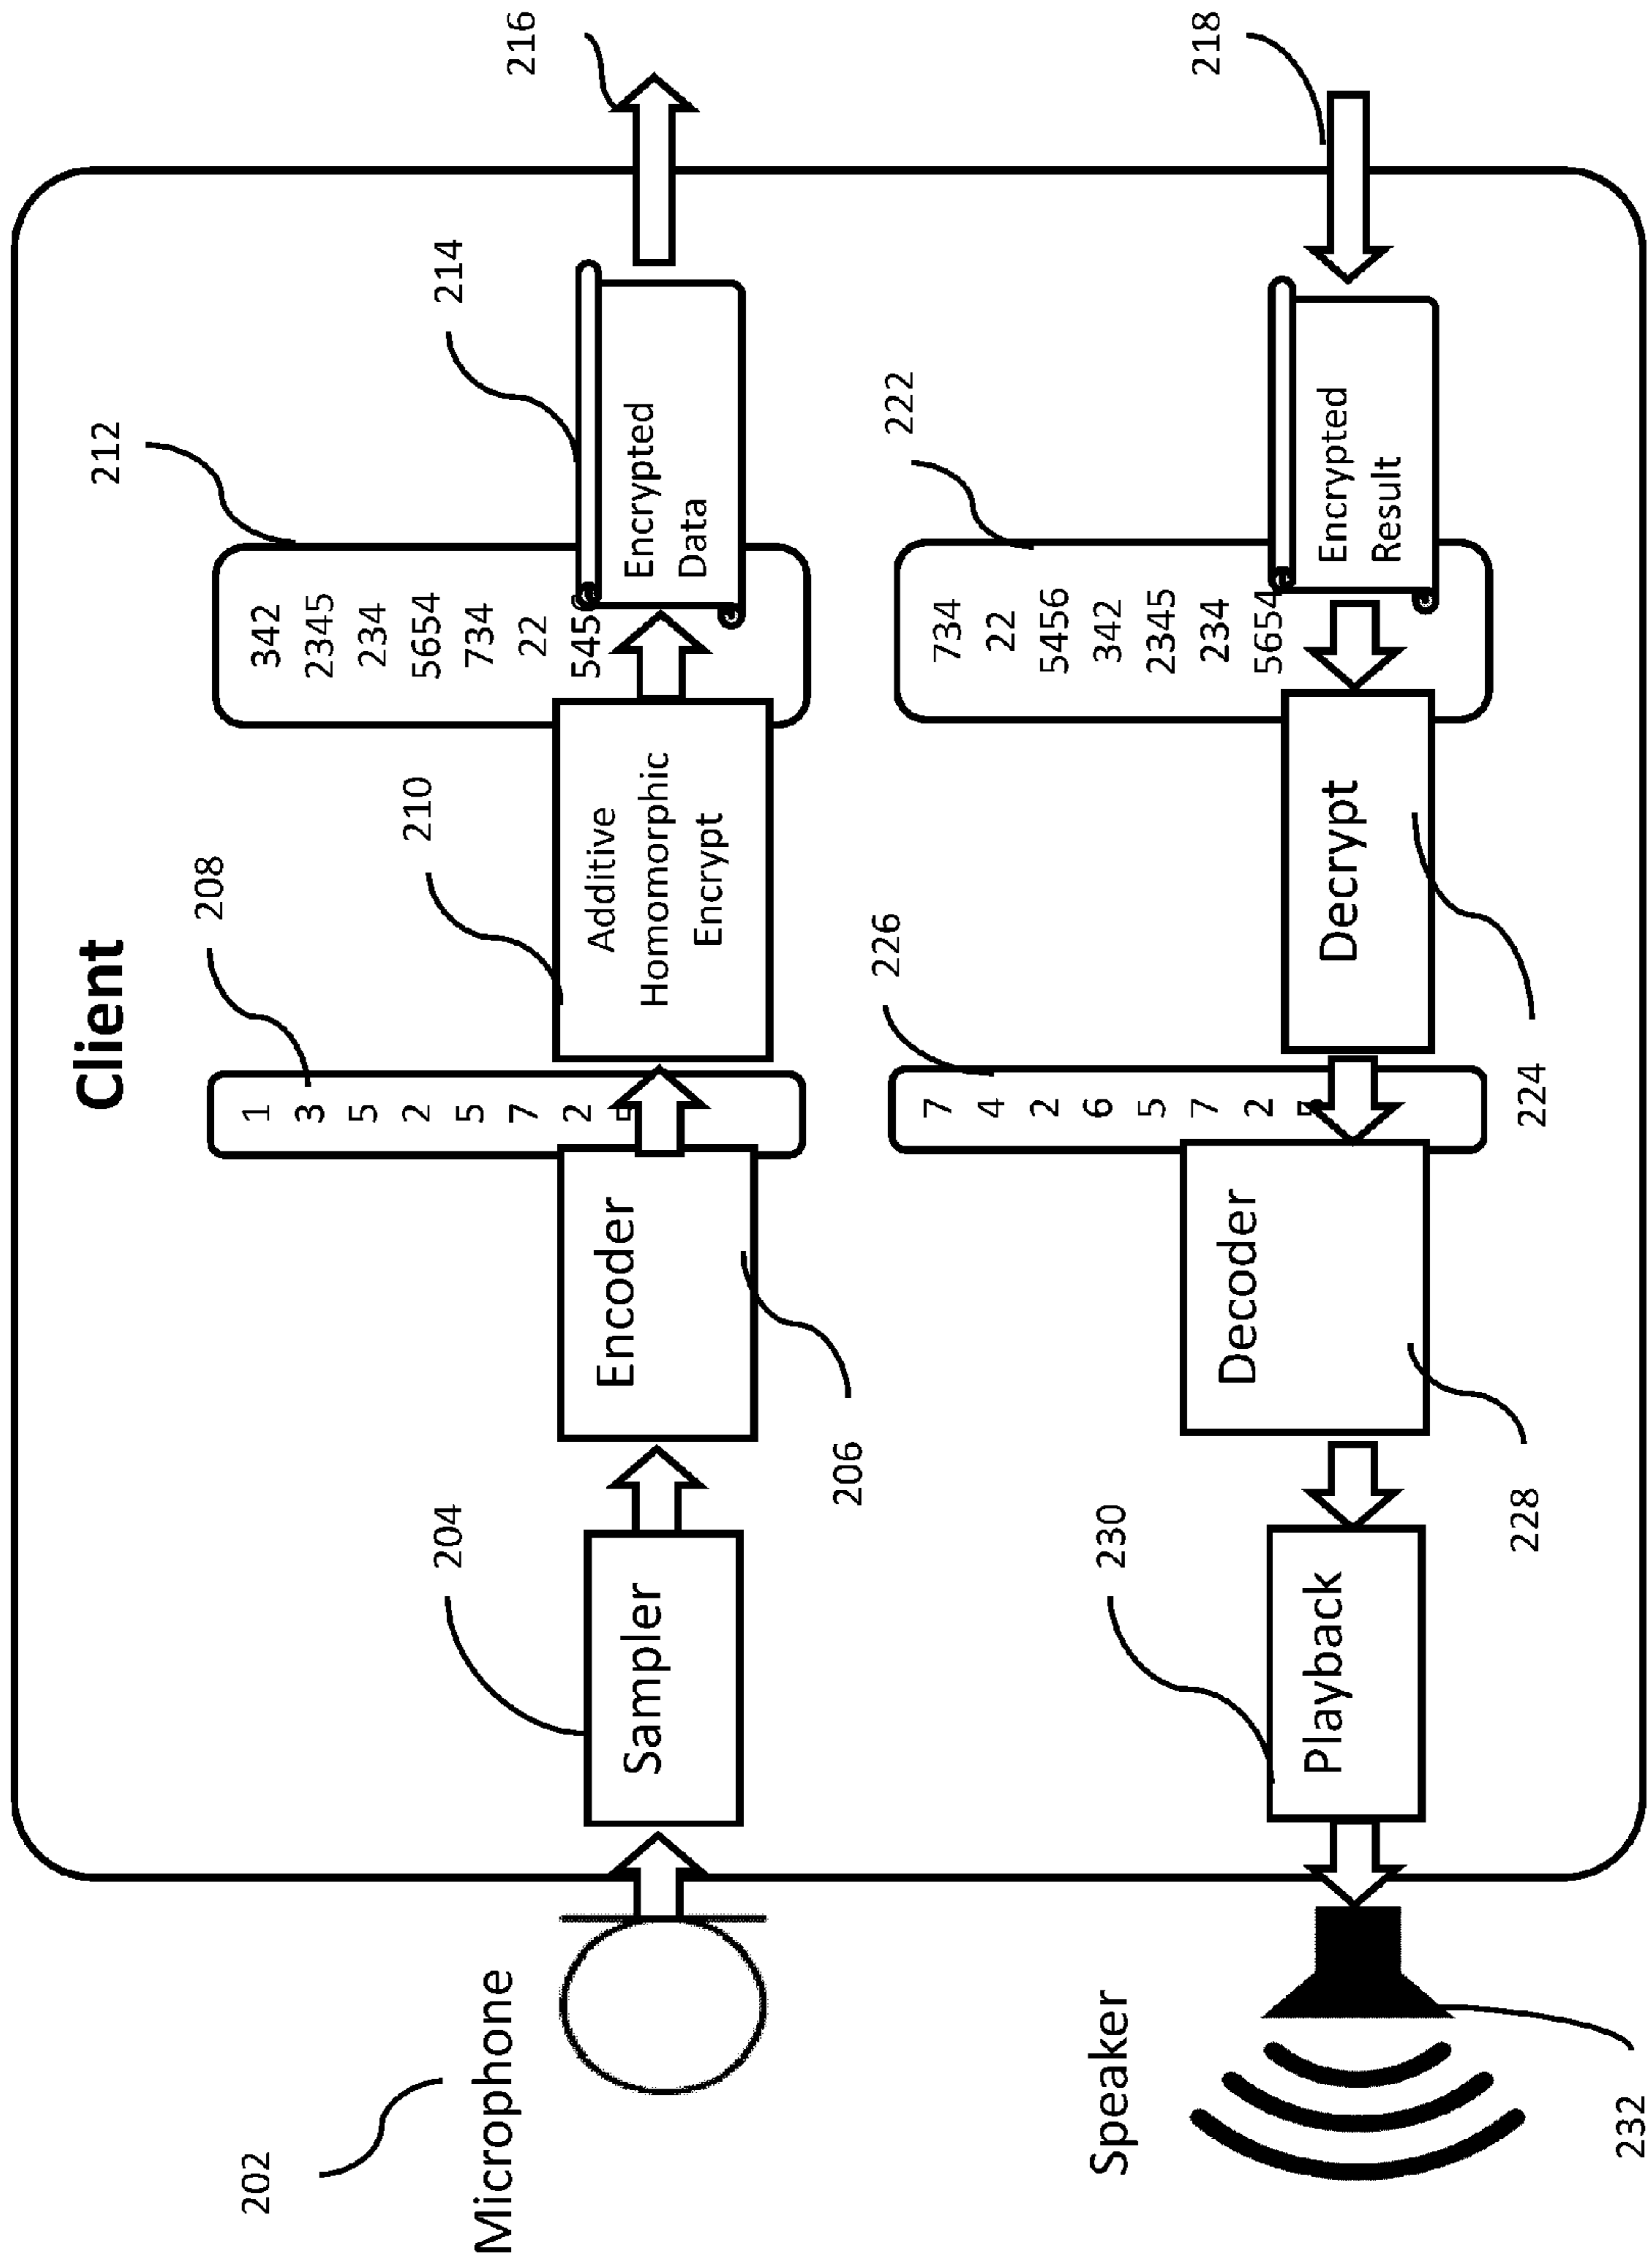 Client
212
216
208
214
210
342
2345
234
5654
734
22
1
3
5
2
5
7
2
204
Microphone
202
Sampler
Encoder
Additive
Homomorphic
Encrypt
Encrypted
Data
206
226
222
218
230
Speaker
734
22
5456
342
2345
234
5654
7
4
2
6
5
7
2
Playback
Decoder
Decrypt
Encrypted
Result
232
228
224